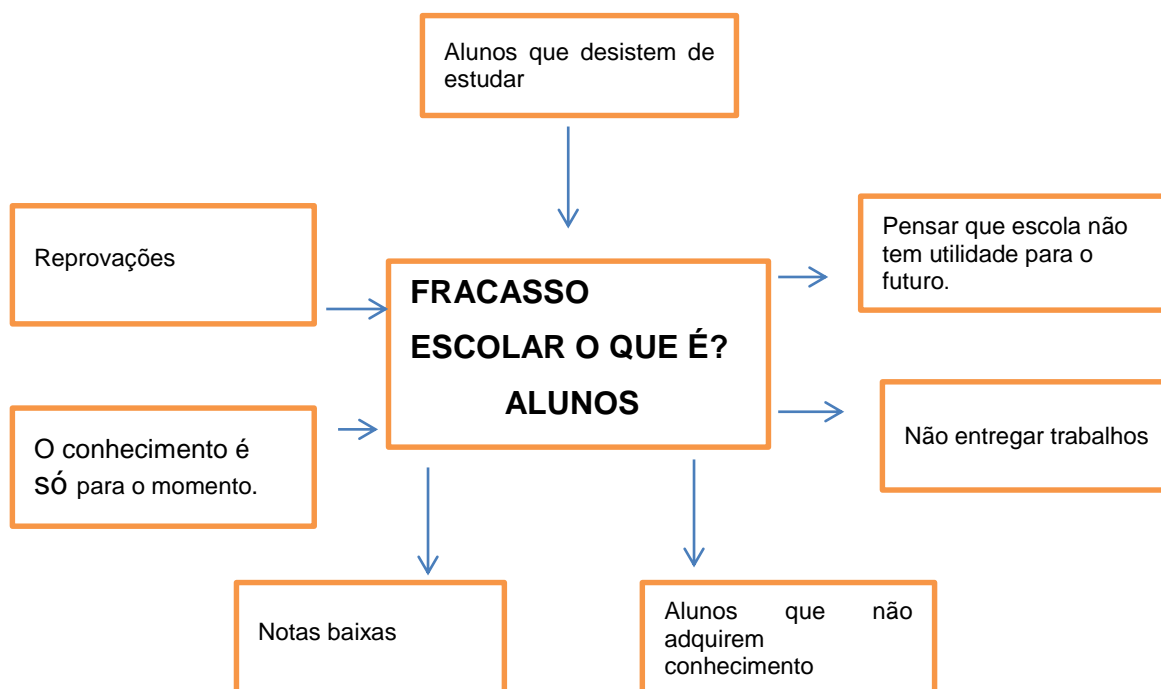 Alunos que desistem de
estudar
Reprovações
Pensar que escola não
tem utilidade para o
futuro.
FRACASSO
ESCOLAR O QUE É?
ALUNOS
O conhecimento é
só para o momento.
Não entregar trabalhos
Notas baixas
Alunos que não
adquirem
conhecimento